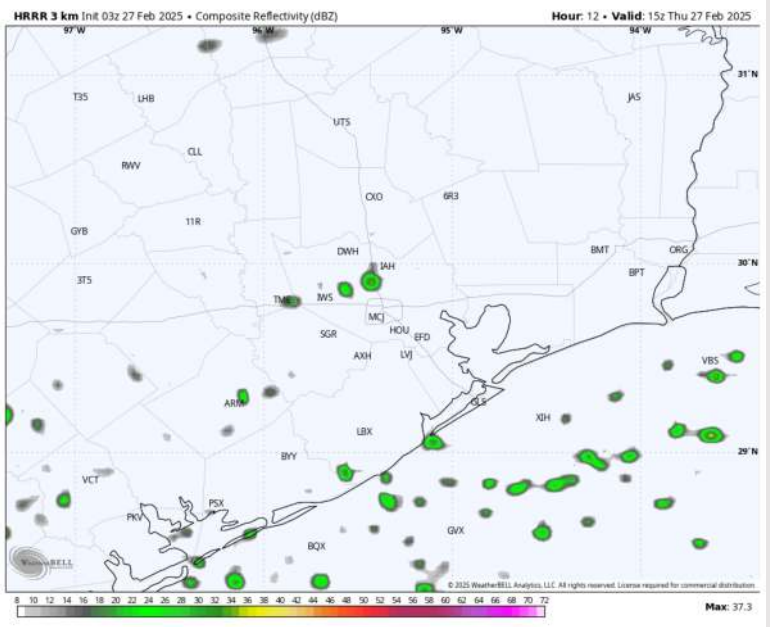 HRRR 3 km Init 03z 27 Feb 2025 • Composite Reflectivity (dBZ) Hour: 12 • Valid: 15z Thu 27 Feb 2025
97°W 96°W 95°W 94°W
31°N
T35 LHB JAS
UTS
CLL
RWV
CXO 6R3
11R
GYB
DWH BMT ORG
30°N
IAH
BPT
3T5
TME IWS
MCJ
SGR HOU
EFD
AXH LVJ
VBS
ARM GLS
XIH
LBX
29°N
BYY
VCT
PSX
PKV
GVX
BQX
WeatherBELL
© 2025 WeatherBELL Analytics, LLC. All rights reserved. License required for commercial distribution.
8 10 12 14 16 18 20 22 24 26 28 30 32 34 36 38 40 42 44 46 48 50 52 54 56 58 60 62 64 66 68 70 72
Max: 37.3